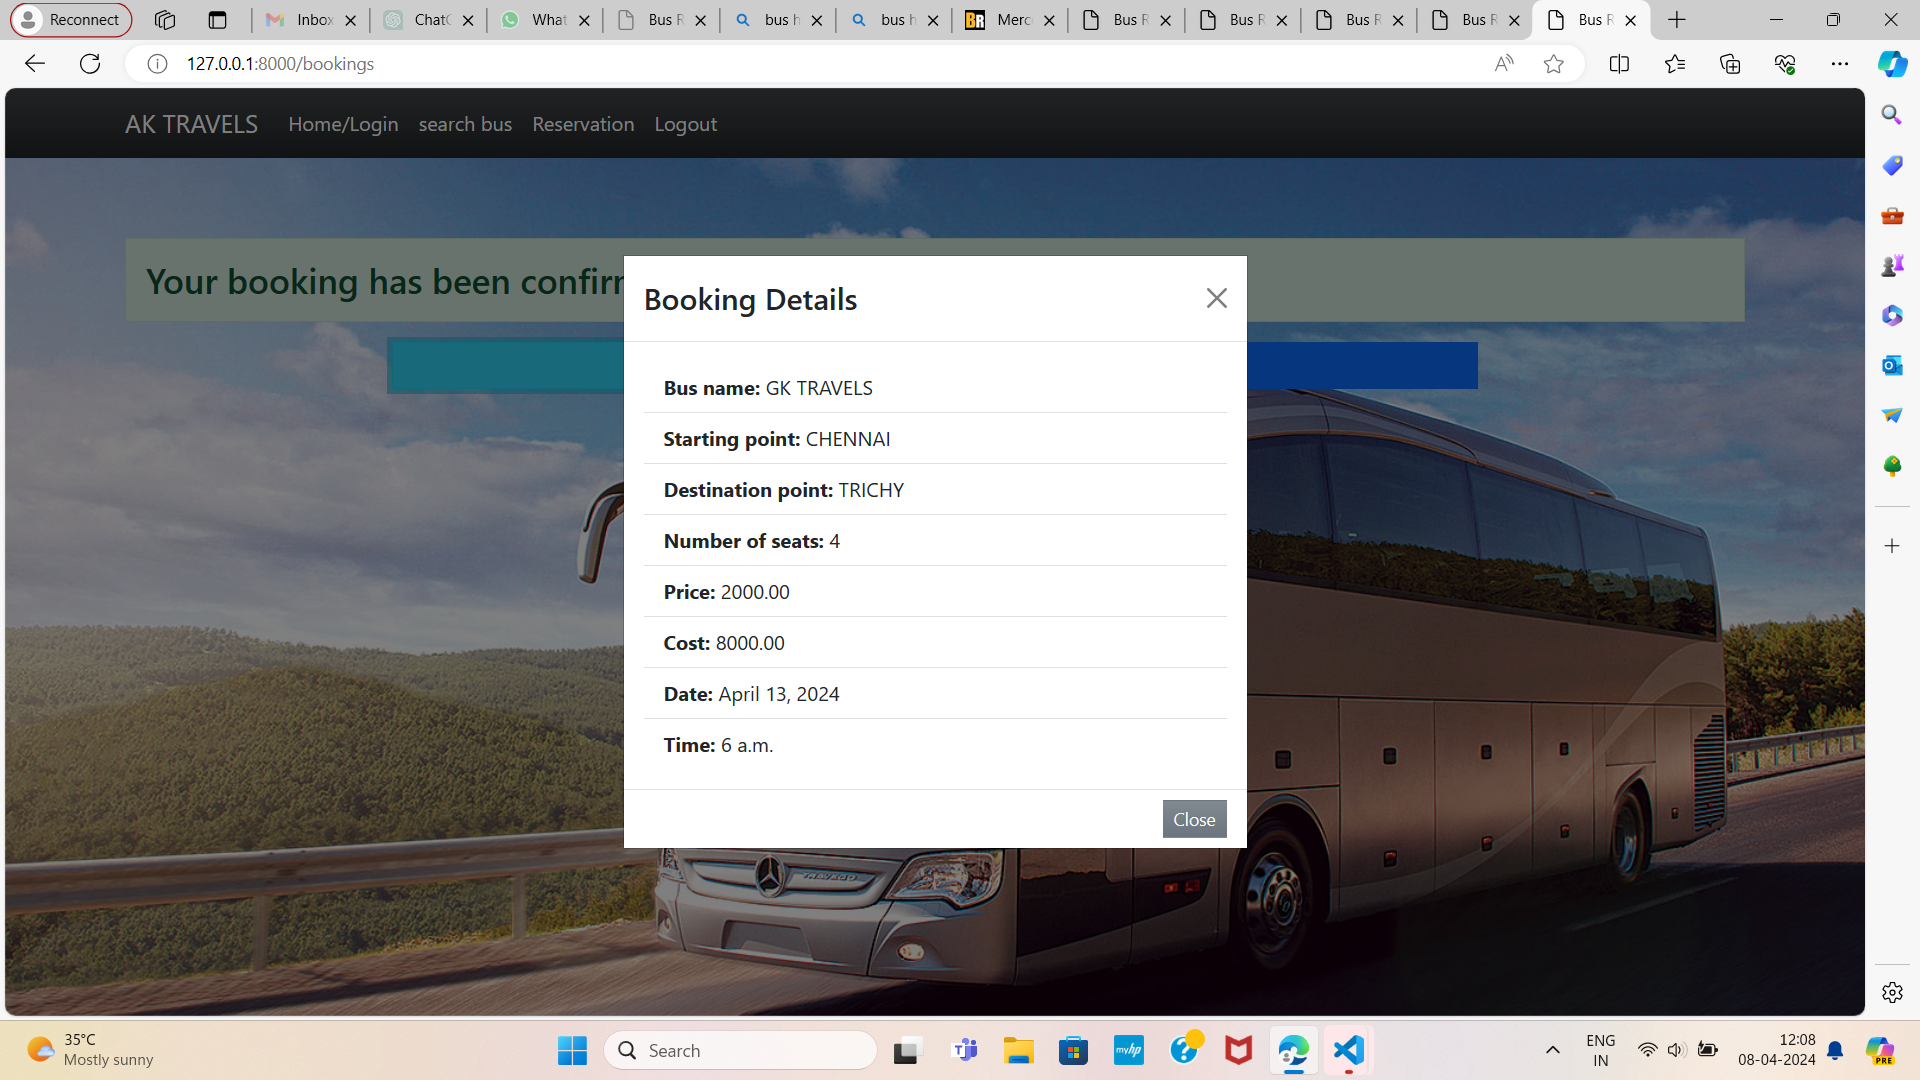 Reconnect
Inbox
Chat
What
Bus R
bus h
bus h
Merc
Bus R
Bus R
Bus R
Bus R
Bus R
127.0.0.1:8000/bookings
AK TRAVELS Home/Login search bus Reservation Logout
Your booking has been confir
Booking Details
Bus name: GK TRAVELS
Starting point: CHENNAI
Destination point: TRICHY
Number of seats: 4
Price: 2000.00
Cost: 8000.00
Date: April 13, 2024
Time: 6 a.m.
Close
35°C
Mostly sunny
Search
myhp
ENG
IN
12:08
08-04-2024
PRE